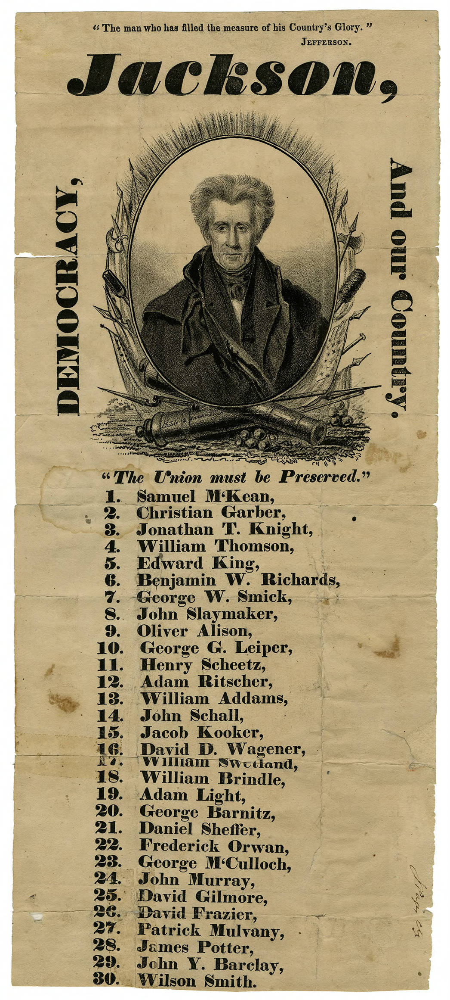 “The man who has filled the measure of his Country's Glory.”
JEFFERSON.
Jackson,
DEMOCRACY,
And our Country.
Childs &
“The Union must be Preserved.”
1. Samuel M‘Kean,
2. Christian Garber,
3. Jonathan T. Knight,
4. William Thomson,
5. Edward King,
6. Benjamin W. Richards,
7. George W. Smick,
8. John Slaymaker,
9. Oliver Alison,
10. George G. Leiper,
11. Henry Scheetz,
12. Adam Ritscher,
13. William Addams,
14. John Schall,
15. Jacob Kooker,
16. David D. Wagener,
17. William Swetland,
18. William Brindle,
19. Adam Light,
20. George Barnitz,
21. Daniel Sheffer,
22. Frederick Orwan,
23. George M‘Culloch,
24. John Murray,
25. David Gilmore,
26. David Frazier,
27. Patrick Mulvany,
28. James Potter,
29. John Y. Barclay,
30. Wilson Smith.